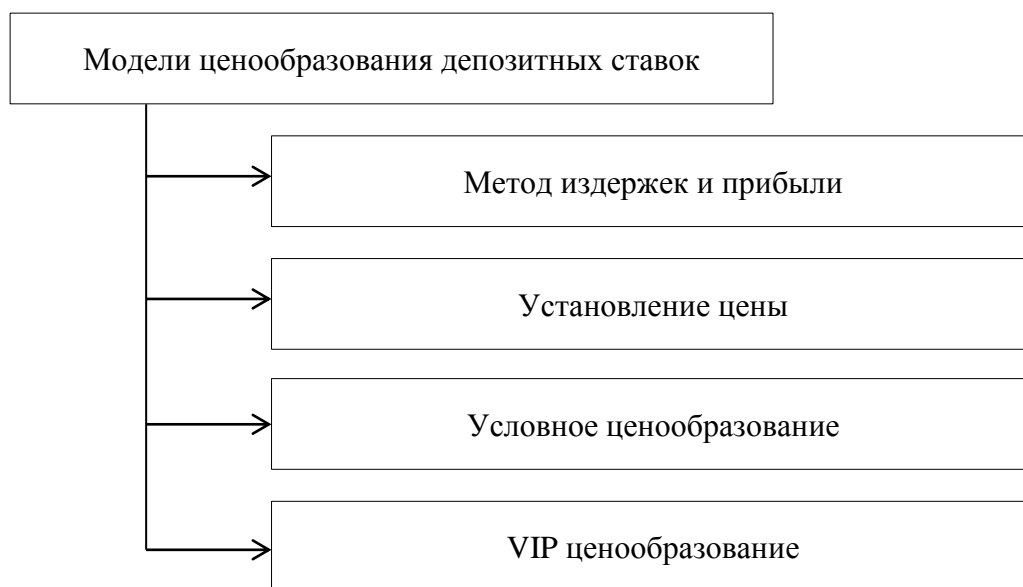 Модели ценообразования депозитных ставок
Метод издержек и прибыли
Установление цены
Условное ценообразование
VIP ценообразование